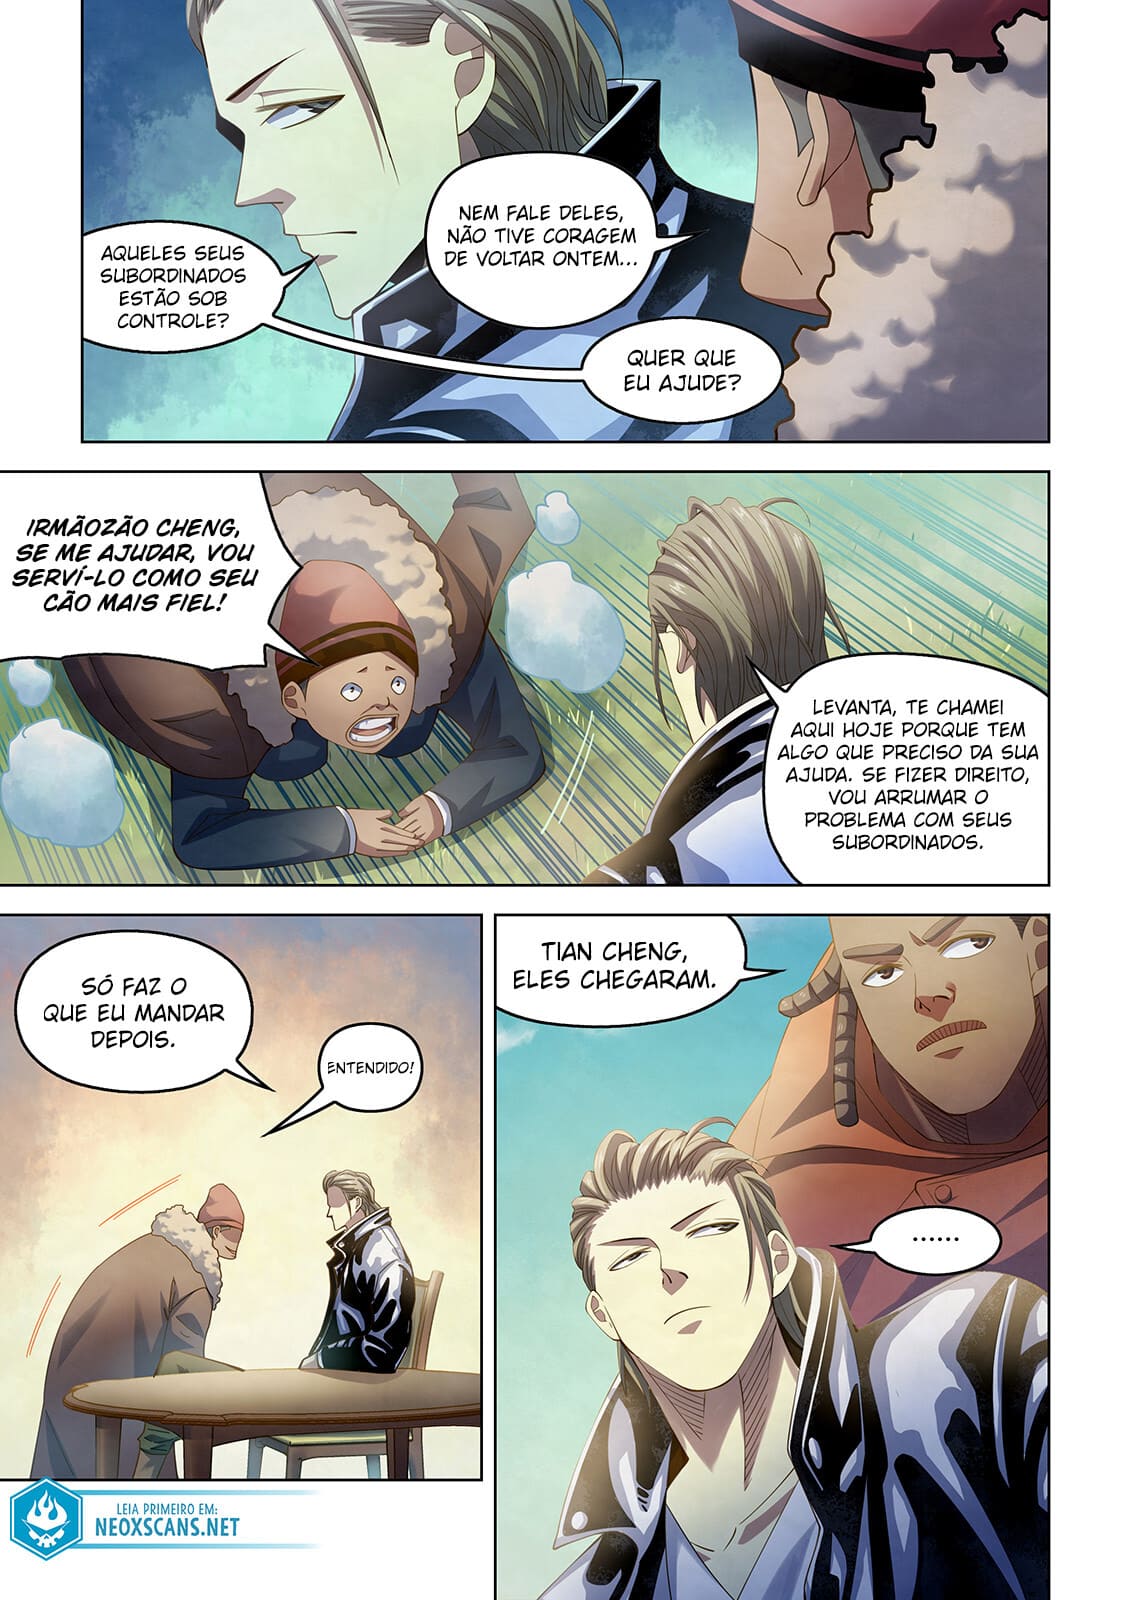 AQUELES SEUS
SUBORDINADOS
ESTÃO SOB
CONTROLE?
NEM FALE DELES,
NÃO TIVE CORAGEM
DE VOLTAR ONTEM...
QUER QUE
EU AJUDE?
IRMÃOZÃO CHENG,
SE ME AJUDAR, VOU
SERVÍ-LO COMO SEU
CÃO MAIS FIEL!
LEVANTA, TE CHAMEI
AQUI HOJE PORQUE TEM
ALGO QUE PRECISO DA SUA
AJUDA. SE FIZER DIREITO,
VOU ARRUMAR O
PROBLEMA COM SEUS
SUBORDINADOS.
SÓ FAZ O
QUE EU MANDAR
DEPOIS.
ENTENDIDO!
TIAN CHENG,
ELES CHEGARAM.
......
LEIA PRIMEIRO EM:
NEOXSCANS.NET